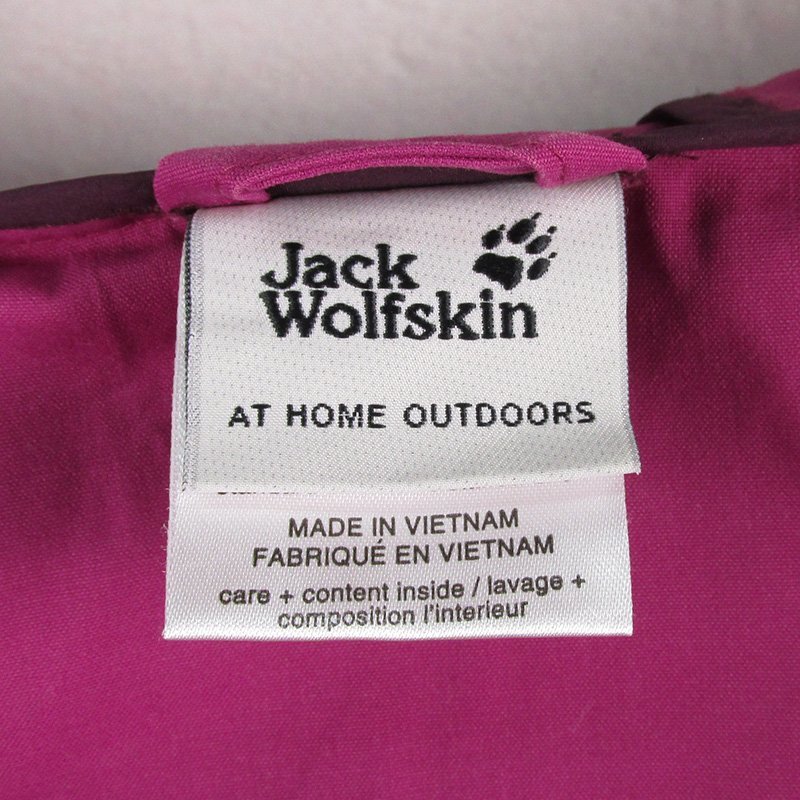 Jack
Wolfskin
AT HOME OUTDOORS
MADE IN VIETNAM
FABRIQUÉ EN VIETNAM
care + content inside / lavage +
composition l'interieur